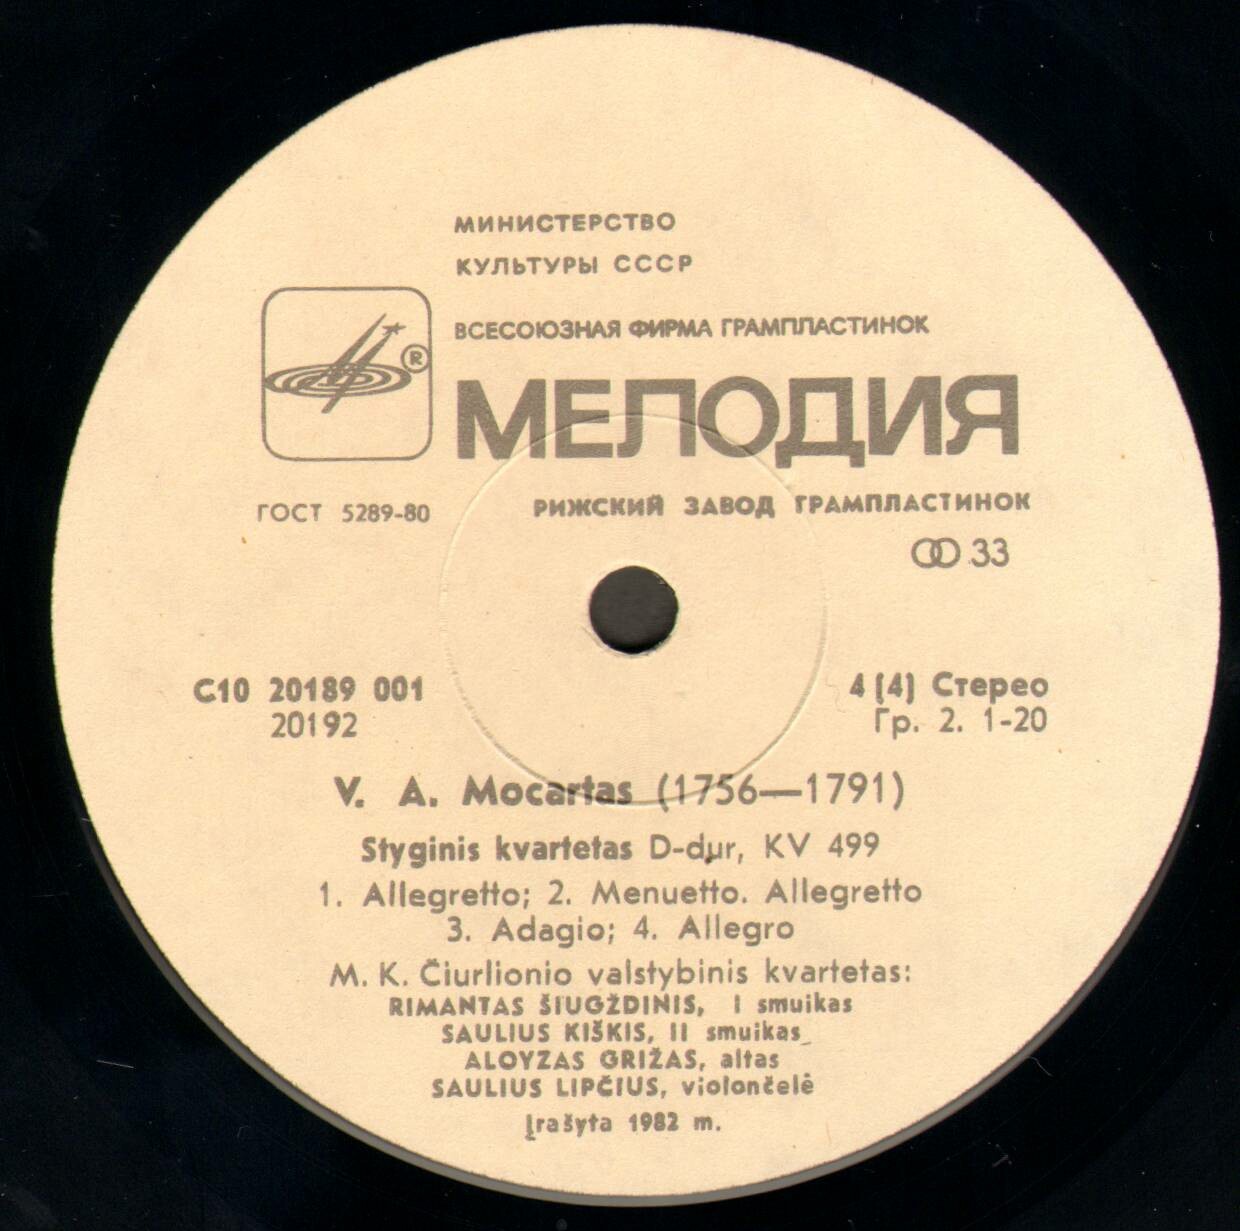 МИНИСТЕРСТВО
КУЛЬТУРЫ СССР
ВСЕСОЮЗНАЯ ФИРМА ГРАМПЛАСТИНОК
®
МЕЛОДИЯ
ГОСТ 5289-80
РИЖСКИЙ ЗАВОД ГРАМПЛАСТИНОК
33
С10 20189 001
20192
4 (4) Стерео
Гр. 2. 1-20
V. A. Mocartas (1756—1791)
Styginis kvartetas D-dur, KV 499
1. Allegretto; 2. Menuetto. Allegretto
3. Adagio; 4. Allegro
M. K. Čiurlionio valstybinis kvartetas:
RIMANTAS ŠIUGŽDINIS, I smuikas
SAULIUS KIŠKIS, II smuikas
ALOYZAS GRIŽAS, altas
SAULIUS LIPČIUS, violončelė
Įrašyta 1982 m.